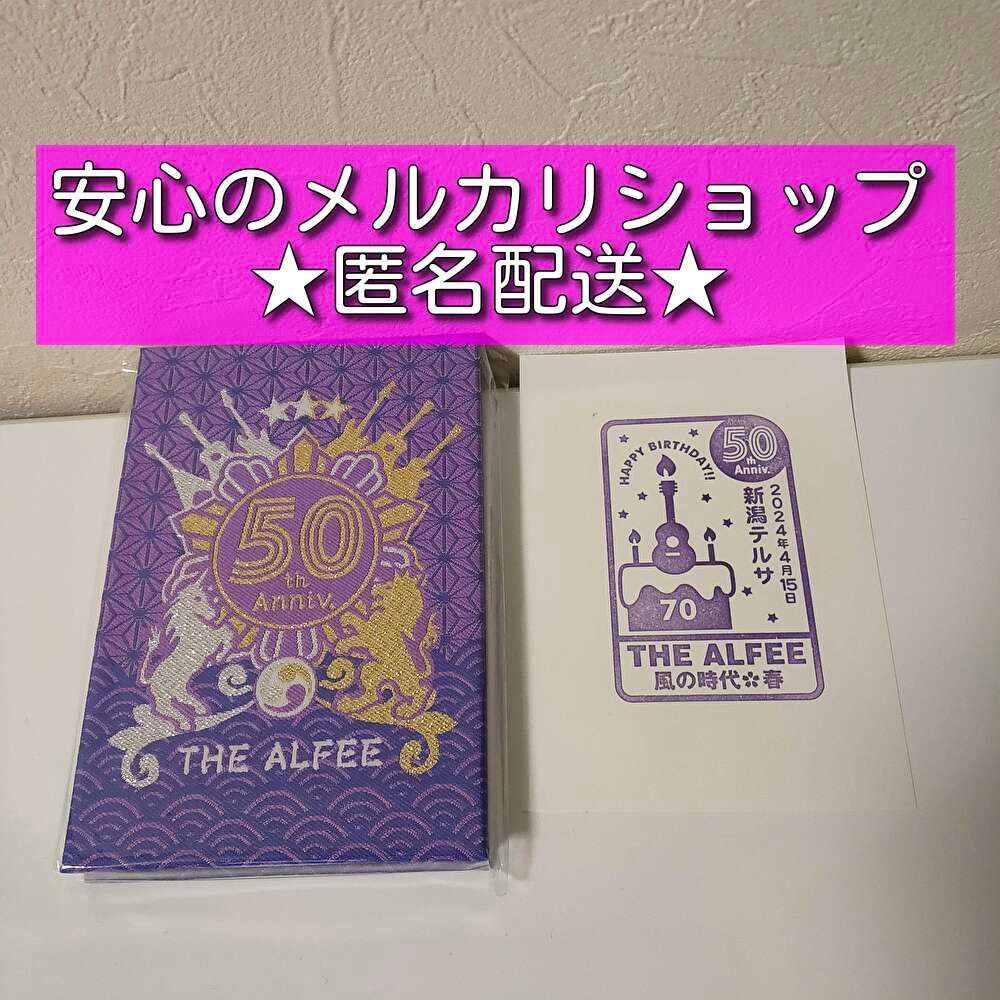 安心のメルカリショップ
★匿名配送★
50
th
Anniv.
THE ALFEE
HAPPY BIRTHDAY!!
50
th
Anniv.
2024年4月15日
新潟テルサ
70
THE ALFEE
風の時代✽春